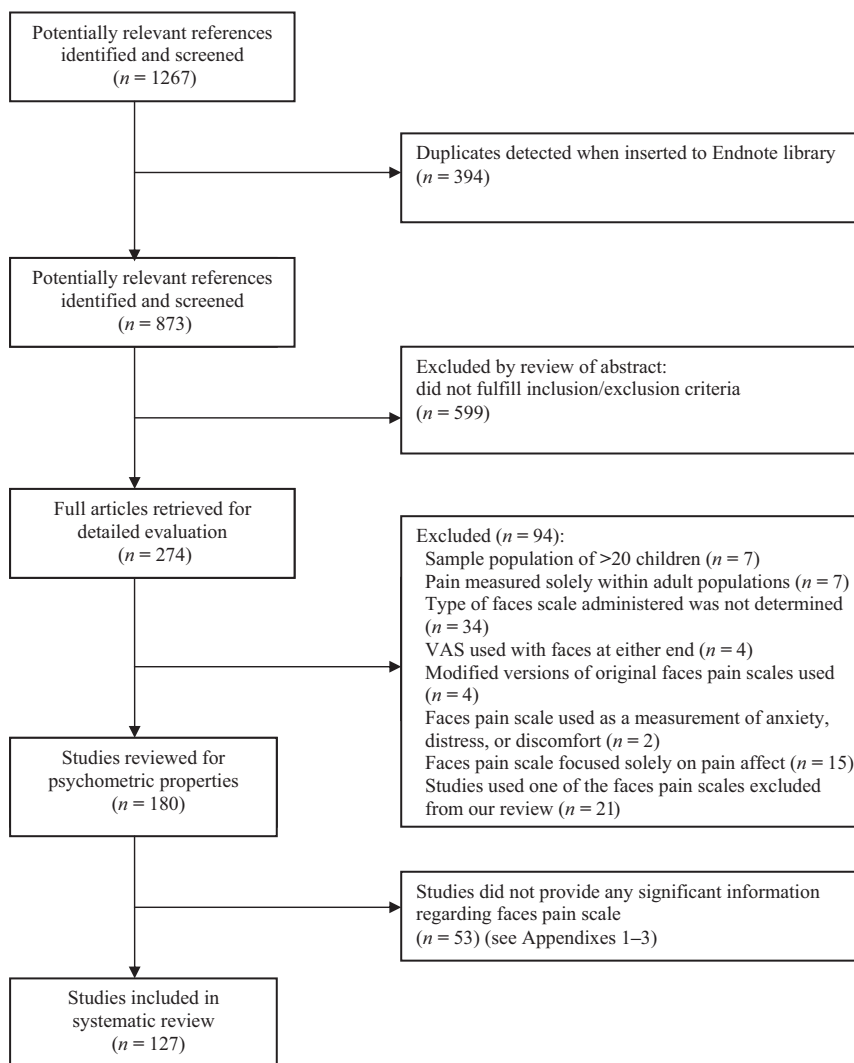 Potentially relevant references
identified and screened
(n = 1267)
Duplicates detected when inserted to Endnote library
(n = 394)
Potentially relevant references
identified and screened
(n = 873)
Excluded by review of abstract:
did not fulfill inclusion/exclusion criteria
(n = 599)
Full articles retrieved for
detailed evaluation
(n = 274)
Excluded (n = 94):
Sample population of >20 children (n = 7)
Pain measured solely within adult populations (n = 7)
Type of faces scale administered was not determined
(n = 34)
VAS used with faces at either end (n = 4)
Modified versions of original faces pain scales used
(n = 4)
Faces pain scale used as a measurement of anxiety,
distress, or discomfort (n = 2)
Faces pain scale focused solely on pain affect (n = 15)
Studies used one of the faces pain scales excluded
from our review (n = 21)
Studies reviewed for
psychometric properties
(n = 180)
Studies did not provide any significant information
regarding faces pain scale
(n = 53) (see Appendixes 1–3)
Studies included in
systematic review
(n = 127)